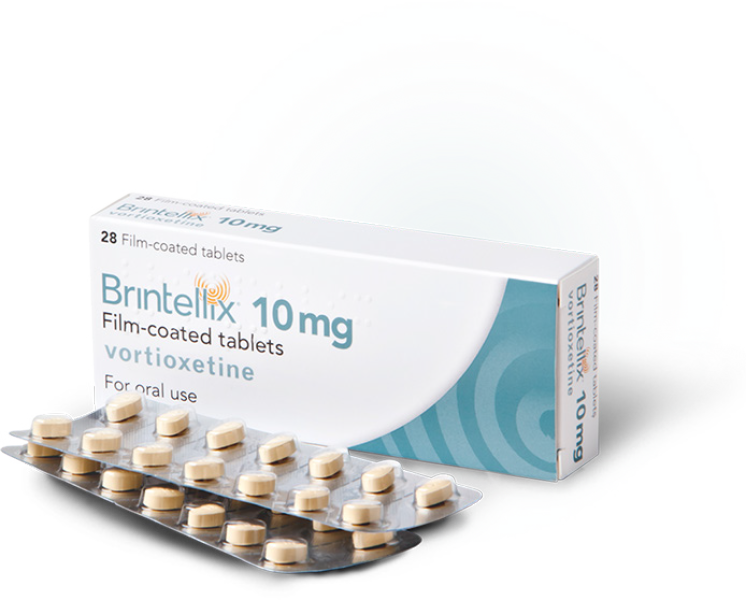 28 Film-coated tablets
Brintellix 10 mg
vortioxetine
28 Film-coated tablets
Brintellix 10 mg
Film-coated tablets
vortioxetine
For oral use
28 Film-coated tablets
Brintellix 10 mg
vortioxetine